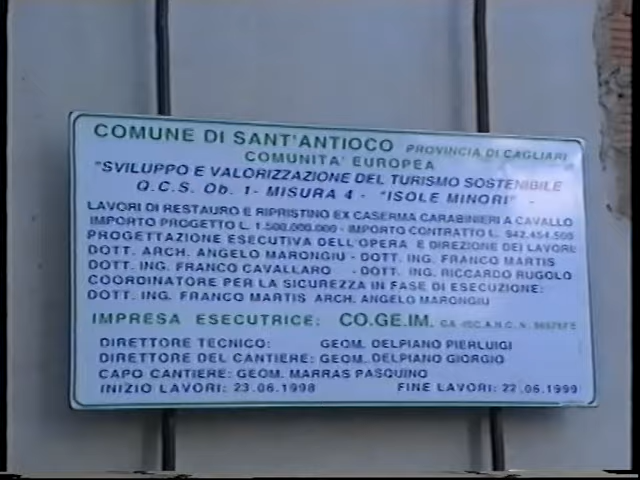 COMUNE DI SANT'ANTIOCO PROVINCIA DI CAGLIARI
COMUNITA' EUROPEA
"SVILUPPO E VALORIZZAZIONE DEL TURISMO SOSTENIBILE
Q.C.S. Ob. 1- MISURA 4 - "ISOLE MINORI" -
LAVORI DI RESTAURO E RIPRISTINO EX CASERMA CARABINIERI A CAVALLO
IMPORTO PROGETTO L. 1.500.000.000 - IMPORTO CONTRATTO L. 942.454.505
PROGETTAZIONE ESECUTIVA DELL'OPERA E DIREZIONE DEI LAVORI
DOTT. ARCH. ANGELO MARONGIU - DOTT. ING. FRANCO MARTIS
DOTT. ING. FRANCO CAVALLARO - DOTT. ING. RICCARDO RUGOLO
COORDINATORE PER LA SICUREZZA IN FASE DI ESECUZIONE:
DOTT. ING. FRANCO MARTIS ARCH. ANGELO MARONGIU
IMPRESA ESECUTRICE: CO.GE.IM.
DIRETTORE TECNICO: GEOM. DELPIANO PIERLUIGI
DIRETTORE DEL CANTIERE: GEOM. DELPIANO GIORGIO
CAPO CANTIERE: GEOM. MARRAS PASQUINO
INIZIO LAVORI: 23.06.1998 FINE LAVORI: 22.06.1999